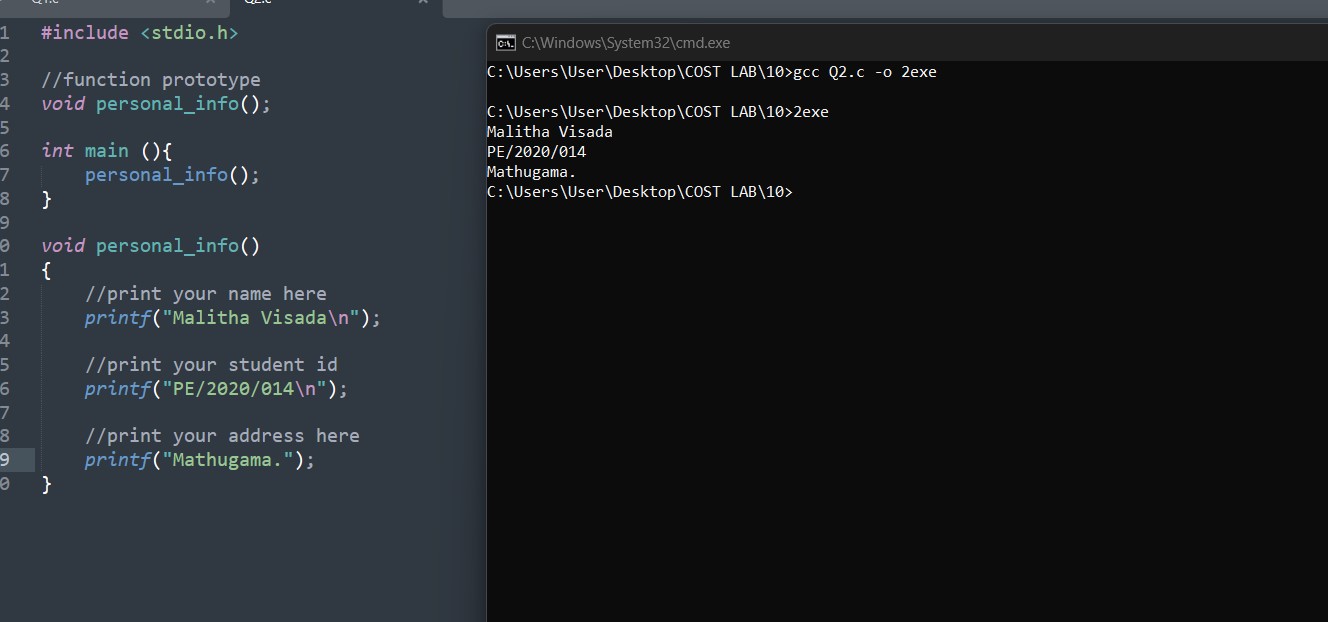 Q1.c
Q2.c
1 #include <stdio.h>
2
3 //function prototype
4 void personal_info();
5
6 int main (){
7 personal_info();
8 }
9
0 void personal_info()
1 {
2 //print your name here
3 printf("Malitha Visada\n");
4
5 //print your student id
6 printf("PE/2020/014\n");
7
8 //print your address here
9 printf("Mathugama.");
0 }
C:\Windows\System32\cmd.exe
C:\Users\User\Desktop\COST LAB\10>gcc Q2.c -o 2exe
C:\Users\User\Desktop\COST LAB\10>2exe
Malitha Visada
PE/2020/014
Mathugama.
C:\Users\User\Desktop\COST LAB\10>